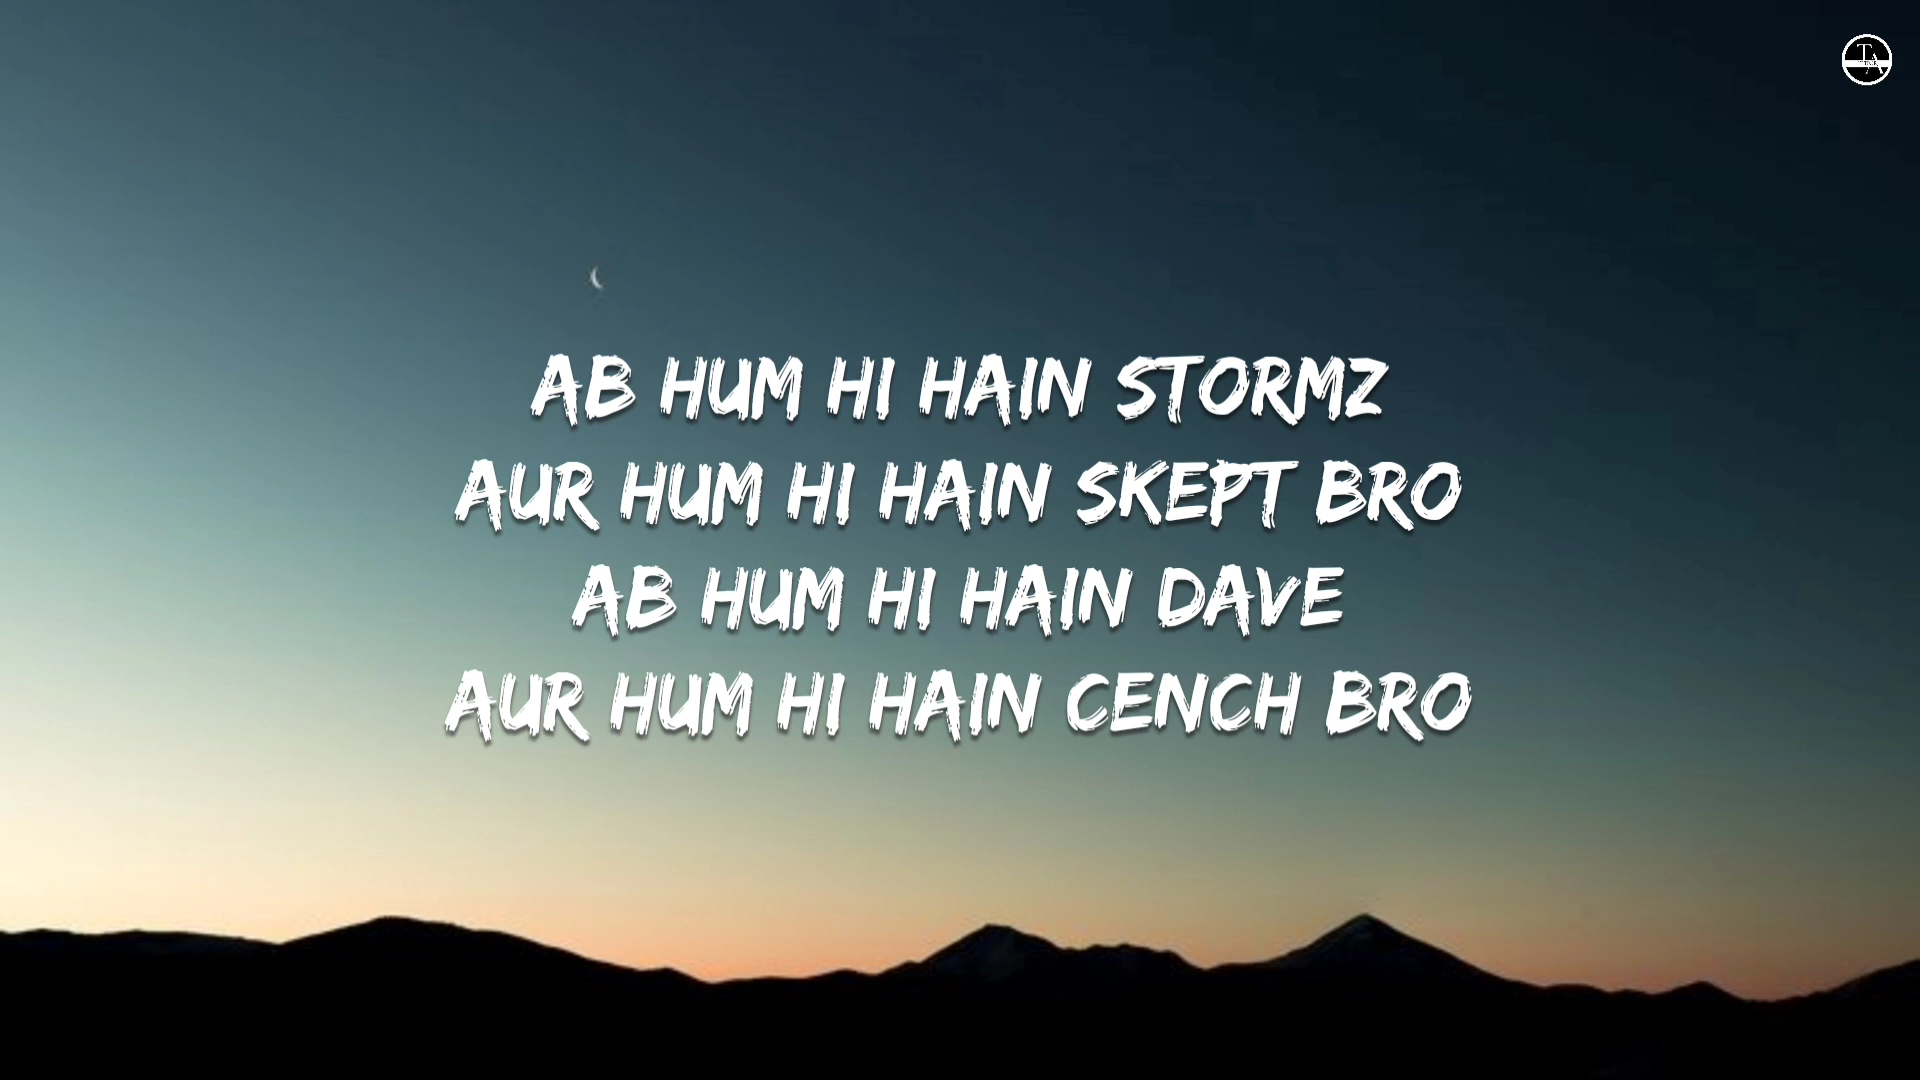 AB HUM HI HAIN STORMZ
AUR HUM HI HAIN SKEPT BRO
AB HUM HI HAIN DAVE
AUR HUM HI HAIN CENCH BRO
TA